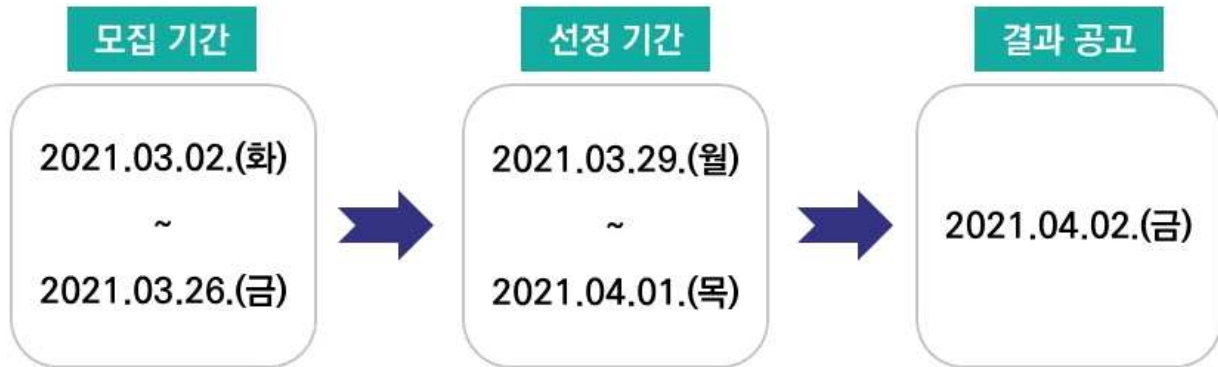 모집 기간
2021.03.02.(화)
~
2021.03.26.(금)
선정 기간
2021.03.29.(월)
~
2021.04.01.(목)
결과 공고
2021.04.02.(금)